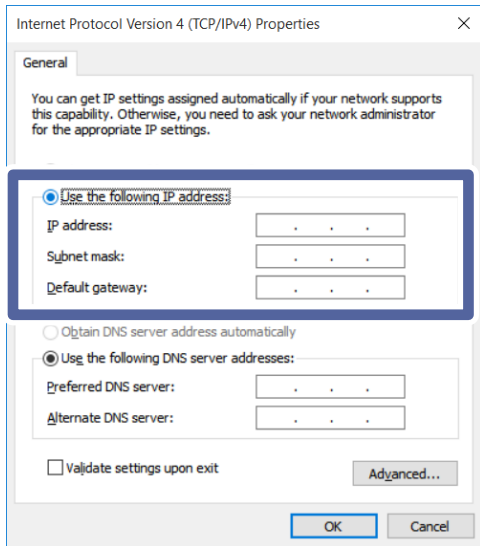 Internet Protocol Version 4 (TCP/IPv4) Properties
General
You can get IP settings assigned automatically if your network supports
this capability. Otherwise, you need to ask your network administrator
for the appropriate IP settings.
Use the following IP address:
IP address: . . .
Subnet mask: . . .
Default gateway: . . .
Obtain DNS server address automatically
Use the following DNS server addresses:
Preferred DNS server: . . .
Alternate DNS server: . . .
Validate settings upon exit
Advanced...
OK Cancel